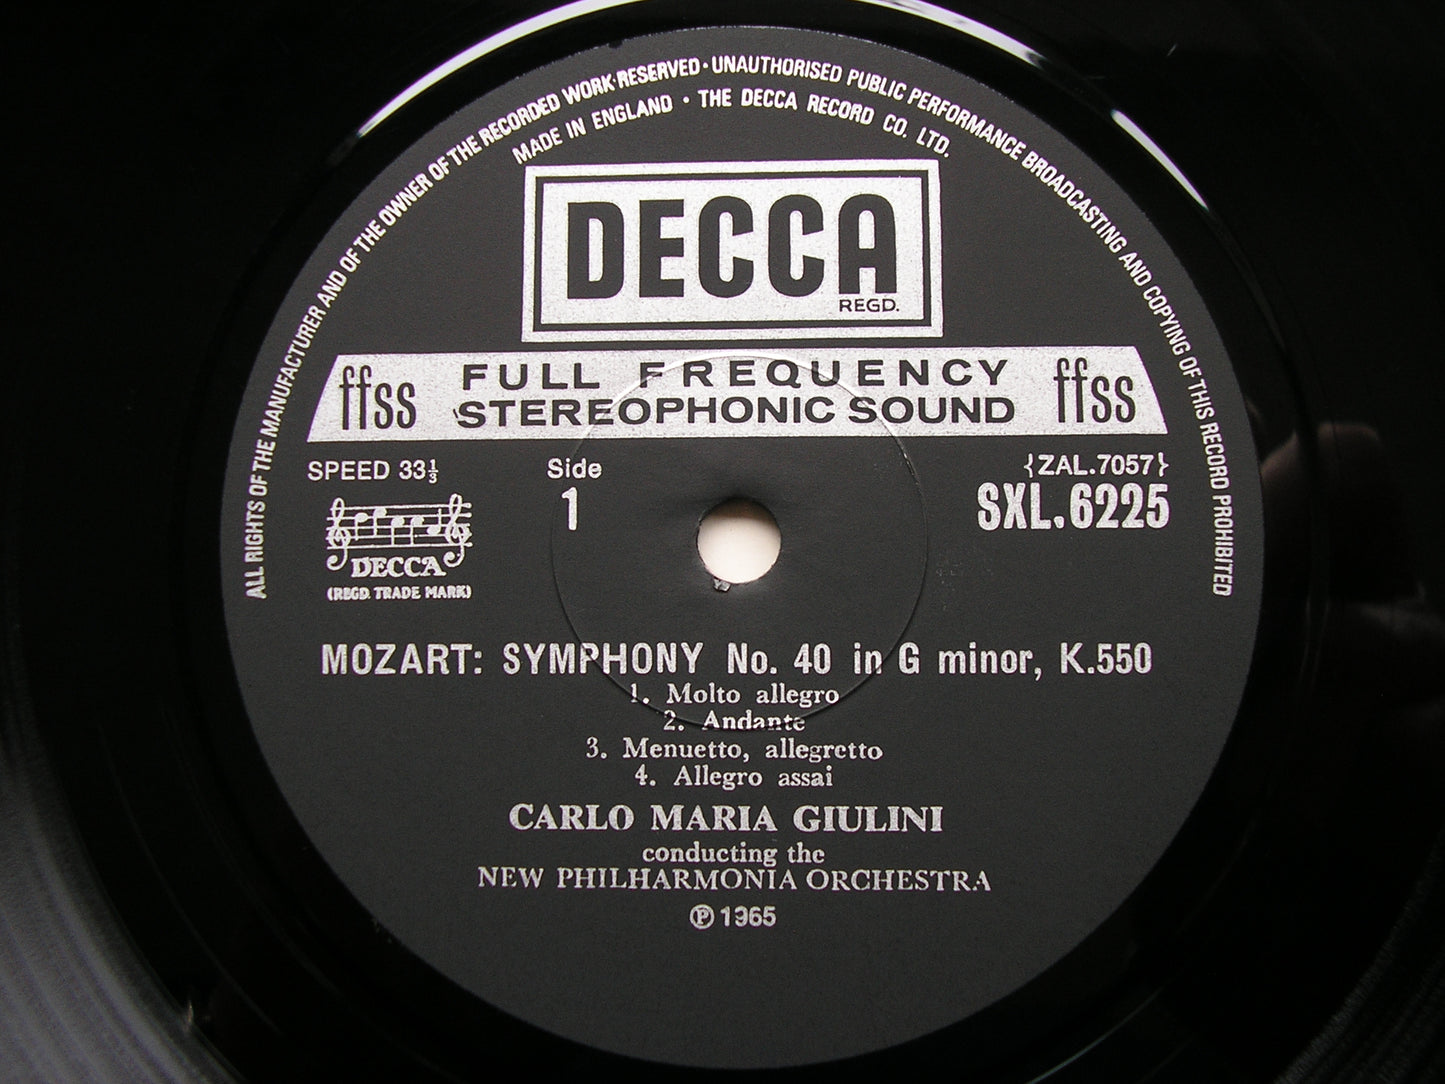 ALL RIGHTS OF THE MANUFACTURER AND OF THE OWNER OF THE RECORDED WORK RESERVED · UNAUTHORISED PUBLIC PERFORMANCE BROADCASTING AND COPYING OF THIS RECORD PROHIBITED
MADE IN ENGLAND · THE DECCA RECORD CO. LTD.
DECCA
REGD.
ffss FULL FREQUENCY STEREOPHONIC SOUND ffss
SPEED 33⅓
Side
1
{ZAL.7057}
SXL.6225
DECCA
(REGD. TRADE MARK)
MOZART: SYMPHONY No. 40 in G minor, K.550
1. Molto allegro
2. Andante
3. Menuetto, allegretto
4. Allegro assai
CARLO MARIA GIULINI
conducting the
NEW PHILHARMONIA ORCHESTRA
℗ 1965